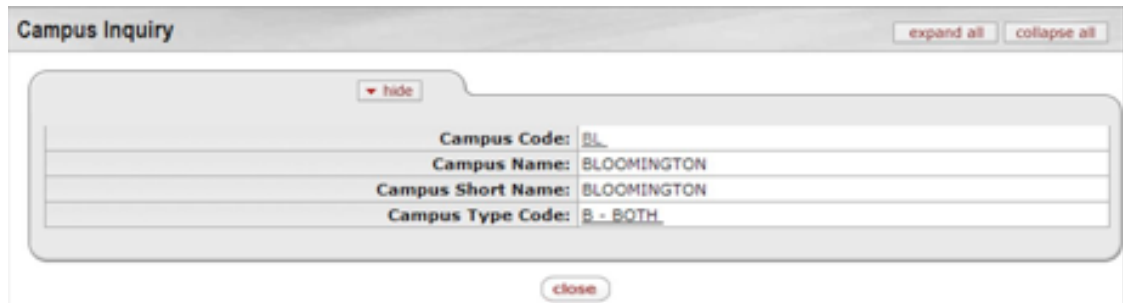 Campus Inquiry
expand all collapse all
hide
Campus Code: BL
Campus Name: BLOOMINGTON
Campus Short Name: BLOOMINGTON
Campus Type Code: B - BOTH
close